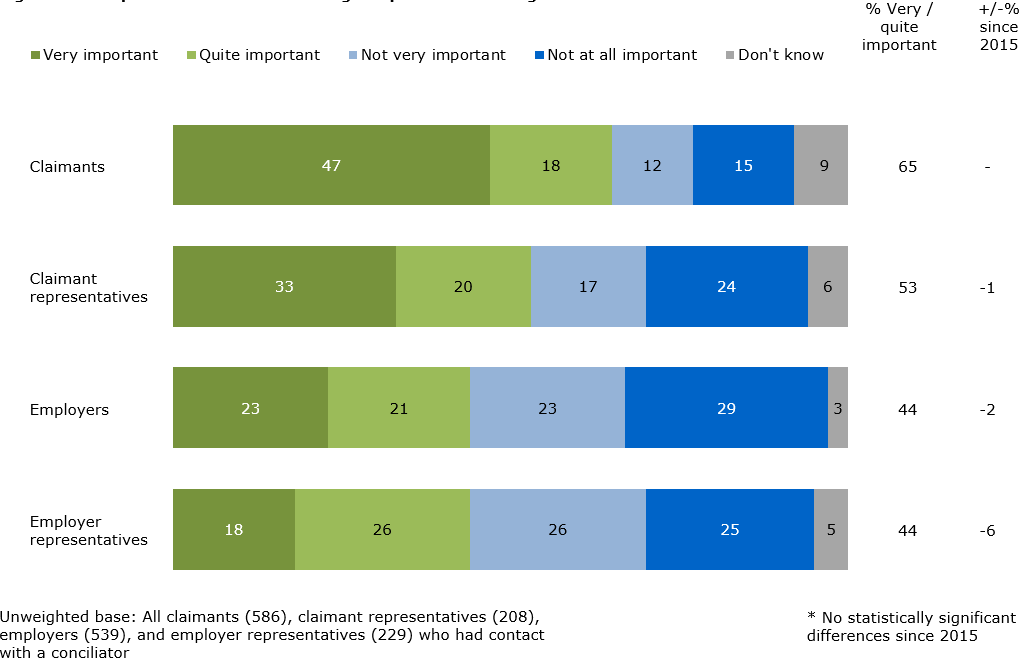 % Very /
quite
important
+/-%
since
2015
Very important
Quite important
Not very important
Not at all important
Don't know
Claimants
47
18
12
15
9
65
-
Claimant
representatives
33
20
17
24
6
53
-1
Employers
23
21
23
29
3
44
-2
Employer
representatives
18
26
26
25
5
44
-6
Unweighted base: All claimants (586), claimant representatives (208),
employers (539), and employer representatives (229) who had contact
with a conciliator
* No statistically significant
differences since 2015